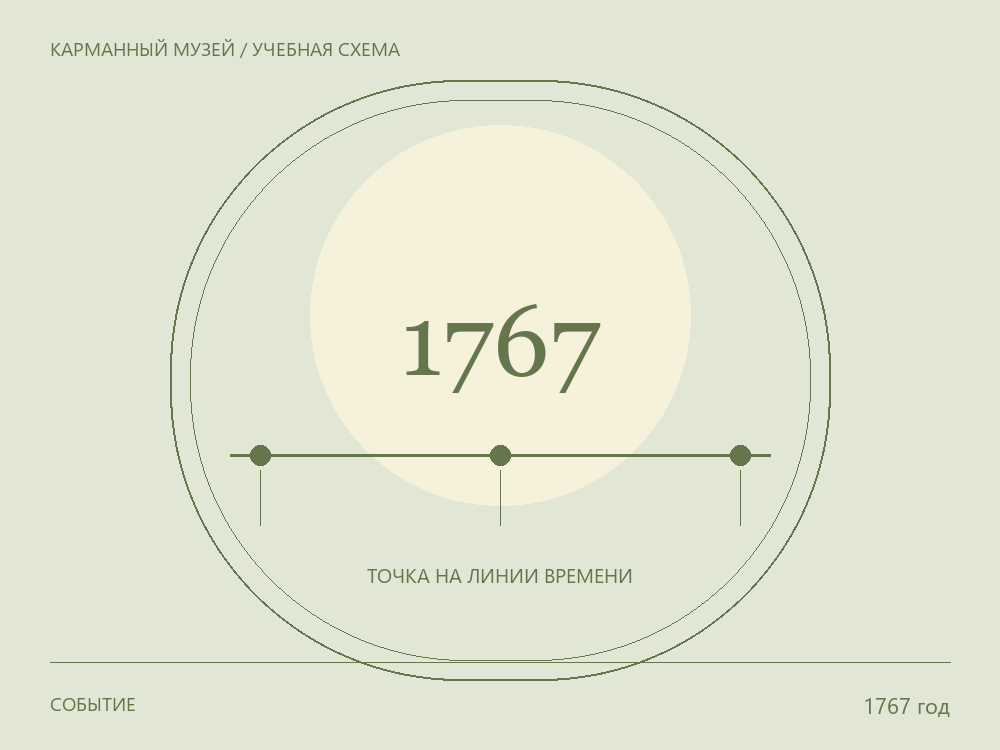 КАРМАННЫЙ МУЗЕЙ / УЧЕБНАЯ СХЕМА
1767
ТОЧКА НА ЛИНИИ ВРЕМЕНИ
СОБЫТИЕ
1767 год